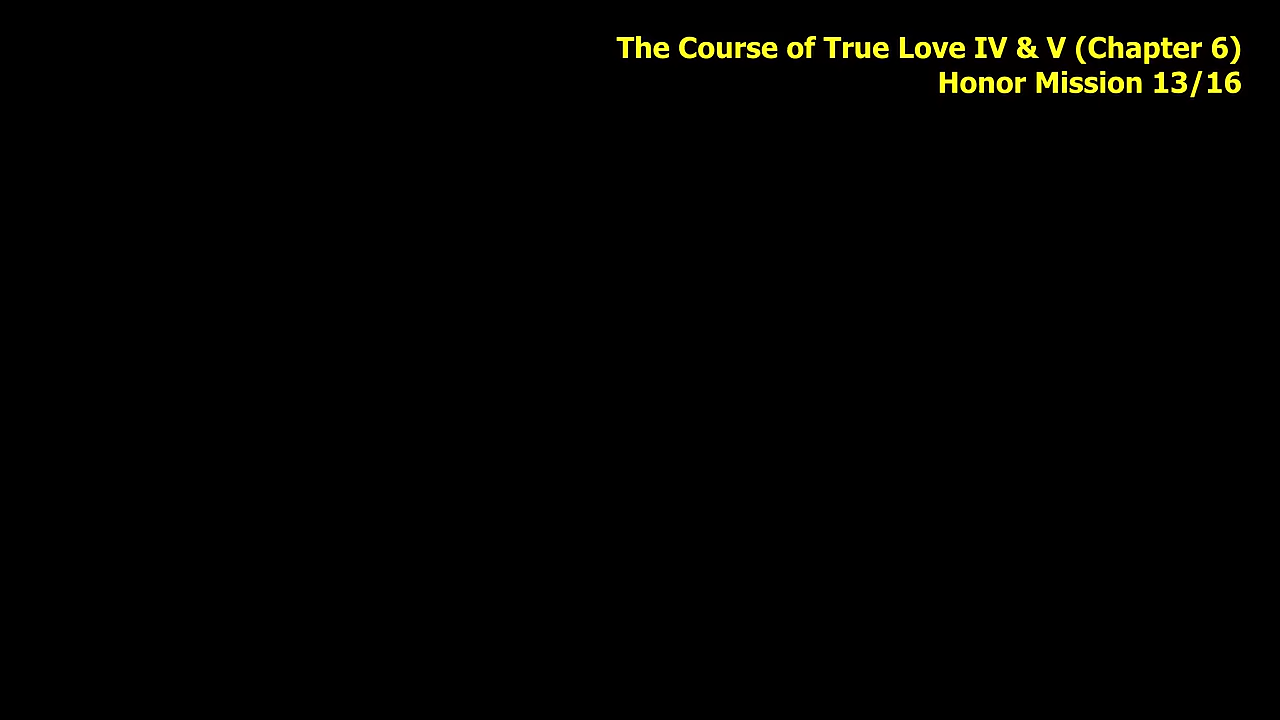 The Course of True Love IV & V (Chapter 6)
Honor Mission 13/16